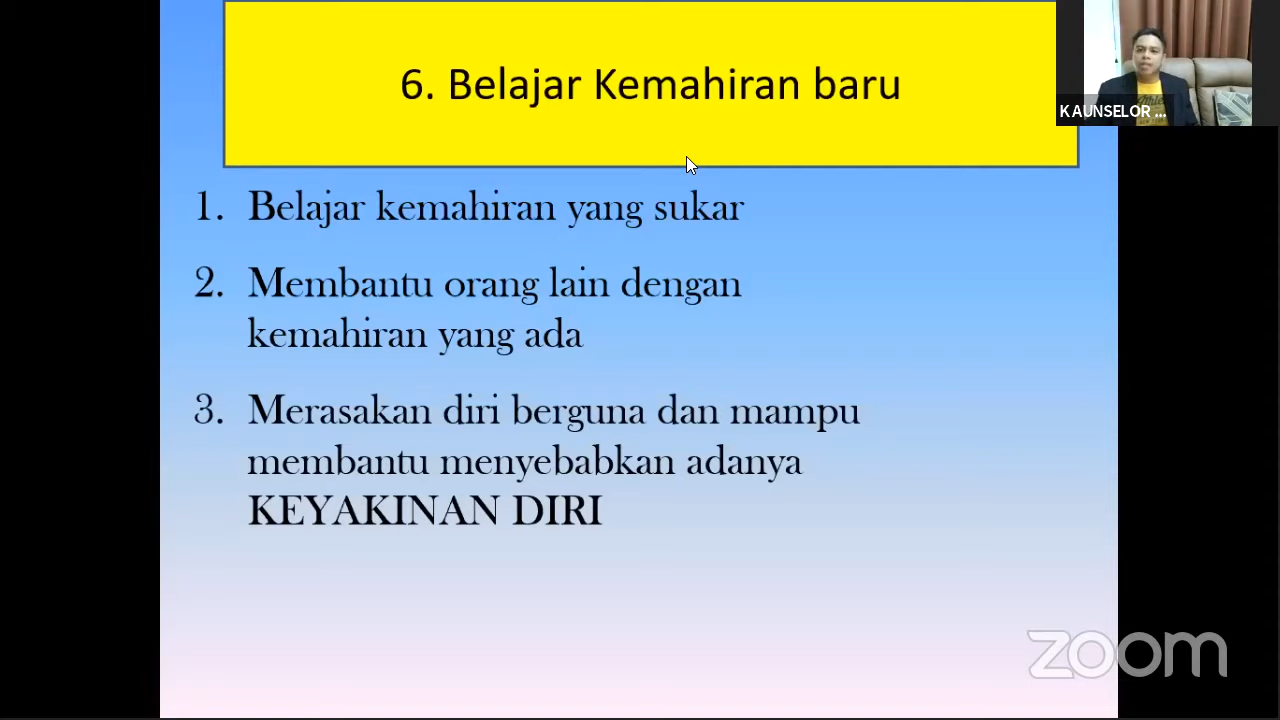 6. Belajar Kemahiran baru
KAUNSELOR ...
1. Belajar kemahiran yang sukar
2. Membantu orang lain dengan
kemahiran yang ada
3. Merasakan diri berguna dan mampu
membantu menyebabkan adanya
KEYAKINAN DIRI
zoom